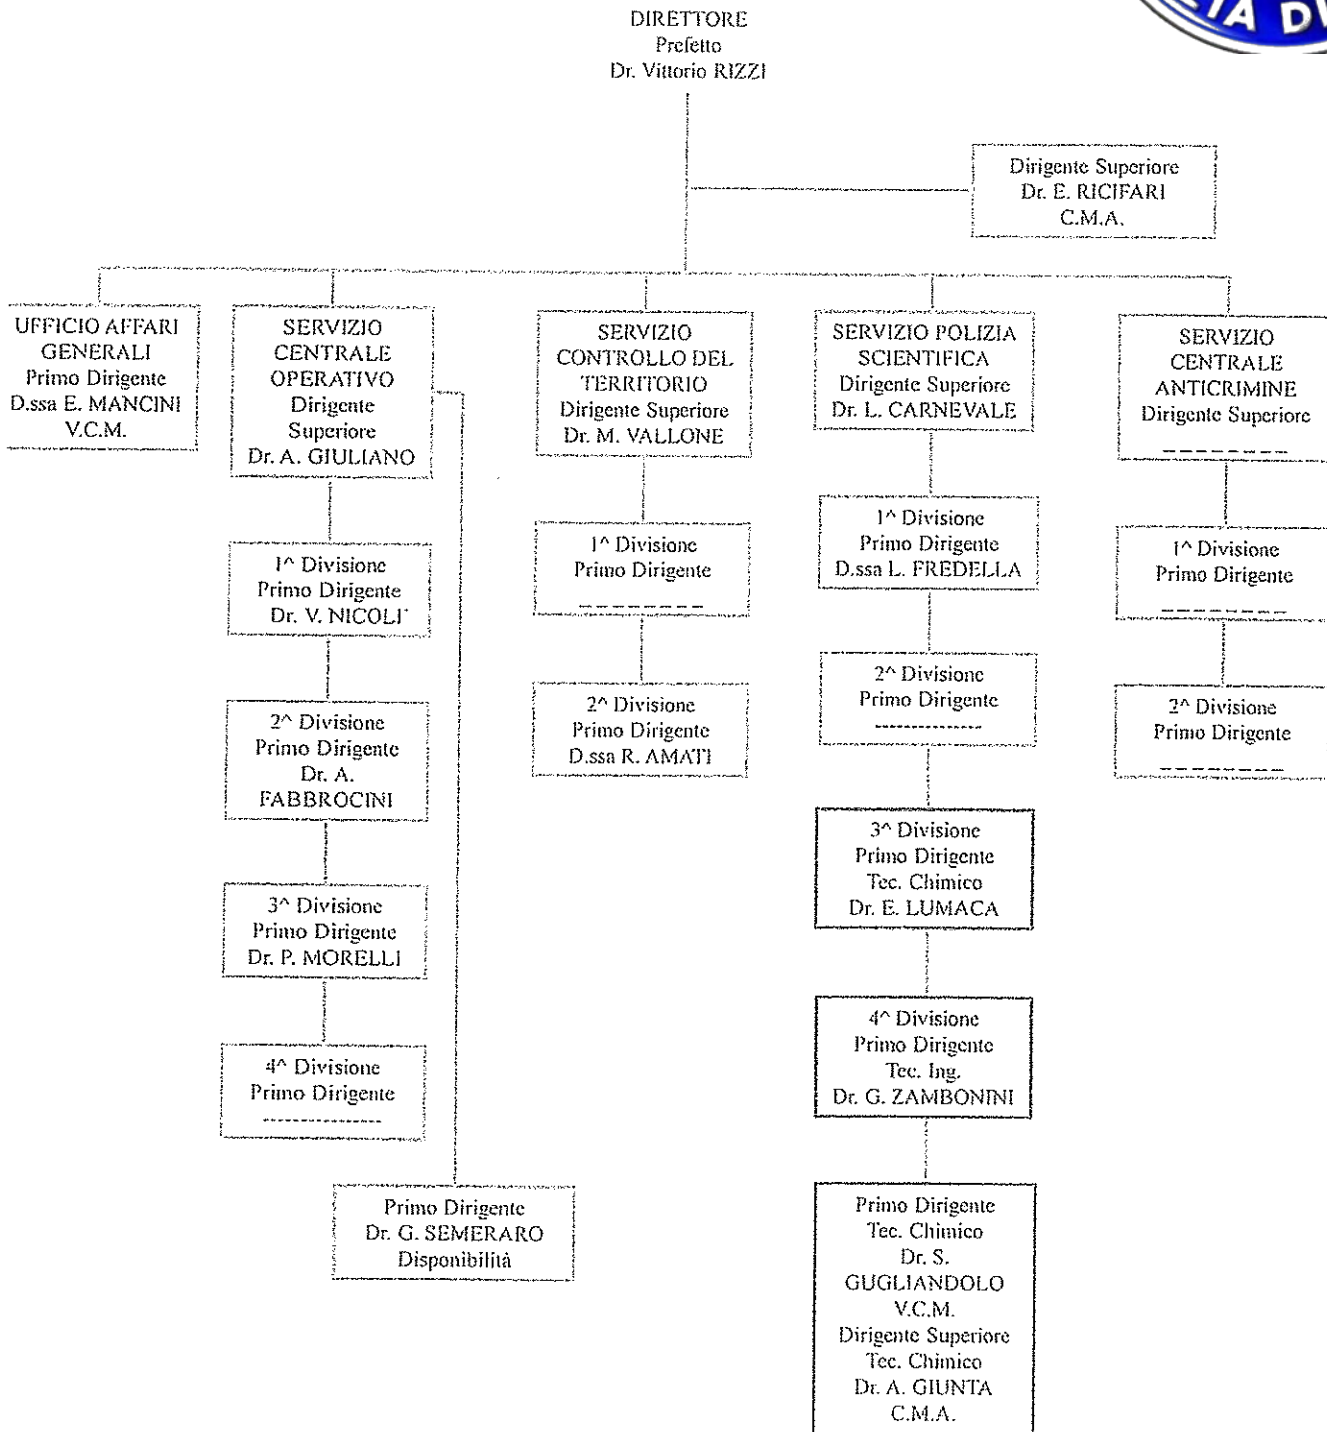 DIRETTORE
Prefetto
Dr. Vittorio RIZZI
Dirigente Superiore
Dr. E. RICIFARI
C.M.A.
UFFICIO AFFARI
GENERALI
Primo Dirigente
D.ssa E. MANCINI
V.C.M.
SERVIZIO
CENTRALE
OPERATIVO
Dirigente
Superiore
Dr. A. GIULIANO
1^ Divisione
Primo Dirigente
Dr. V. NICOLI'
2^ Divisione
Primo Dirigente
Dr. A.
FABBROCINI
3^ Divisione
Primo Dirigente
Dr. P. MORELLI
4^ Divisione
Primo Dirigente
---------------
Primo Dirigente
Dr. G. SEMERARO
Disponibilità
SERVIZIO
CONTROLLO DEL
TERRITORIO
Dirigente Superiore
Dr. M. VALLONE
1^ Divisione
Primo Dirigente
_ _ _ _ _ _ _ _
2^ Divisione
Primo Dirigente
D.ssa R. AMATI
SERVIZIO POLIZIA
SCIENTIFICA
Dirigente Superiore
Dr. L. CARNEVALE
1^ Divisione
Primo Dirigente
D.ssa L. FREDELLA
2^ Divisione
Primo Dirigente
---------------
3^ Divisione
Primo Dirigente
Tec. Chimico
Dr. E. LUMACA
4^ Divisione
Primo Dirigente
Tec. Ing.
Dr. G. ZAMBONINI
Primo Dirigente
Tec. Chimico
Dr. S.
GUGLIANDOLO
V.C.M.
Dirigente Superiore
Tec. Chimico
Dr. A. GIUNTA
C.M.A.
SERVIZIO
CENTRALE
ANTICRIMINE
Dirigente Superiore
_ _ _ _ _ _ _ _
1^ Divisione
Primo Dirigente
_ _ _ _ _ _ _ _
2^ Divisione
Primo Dirigente
_ _ _ _ _ _ _ _